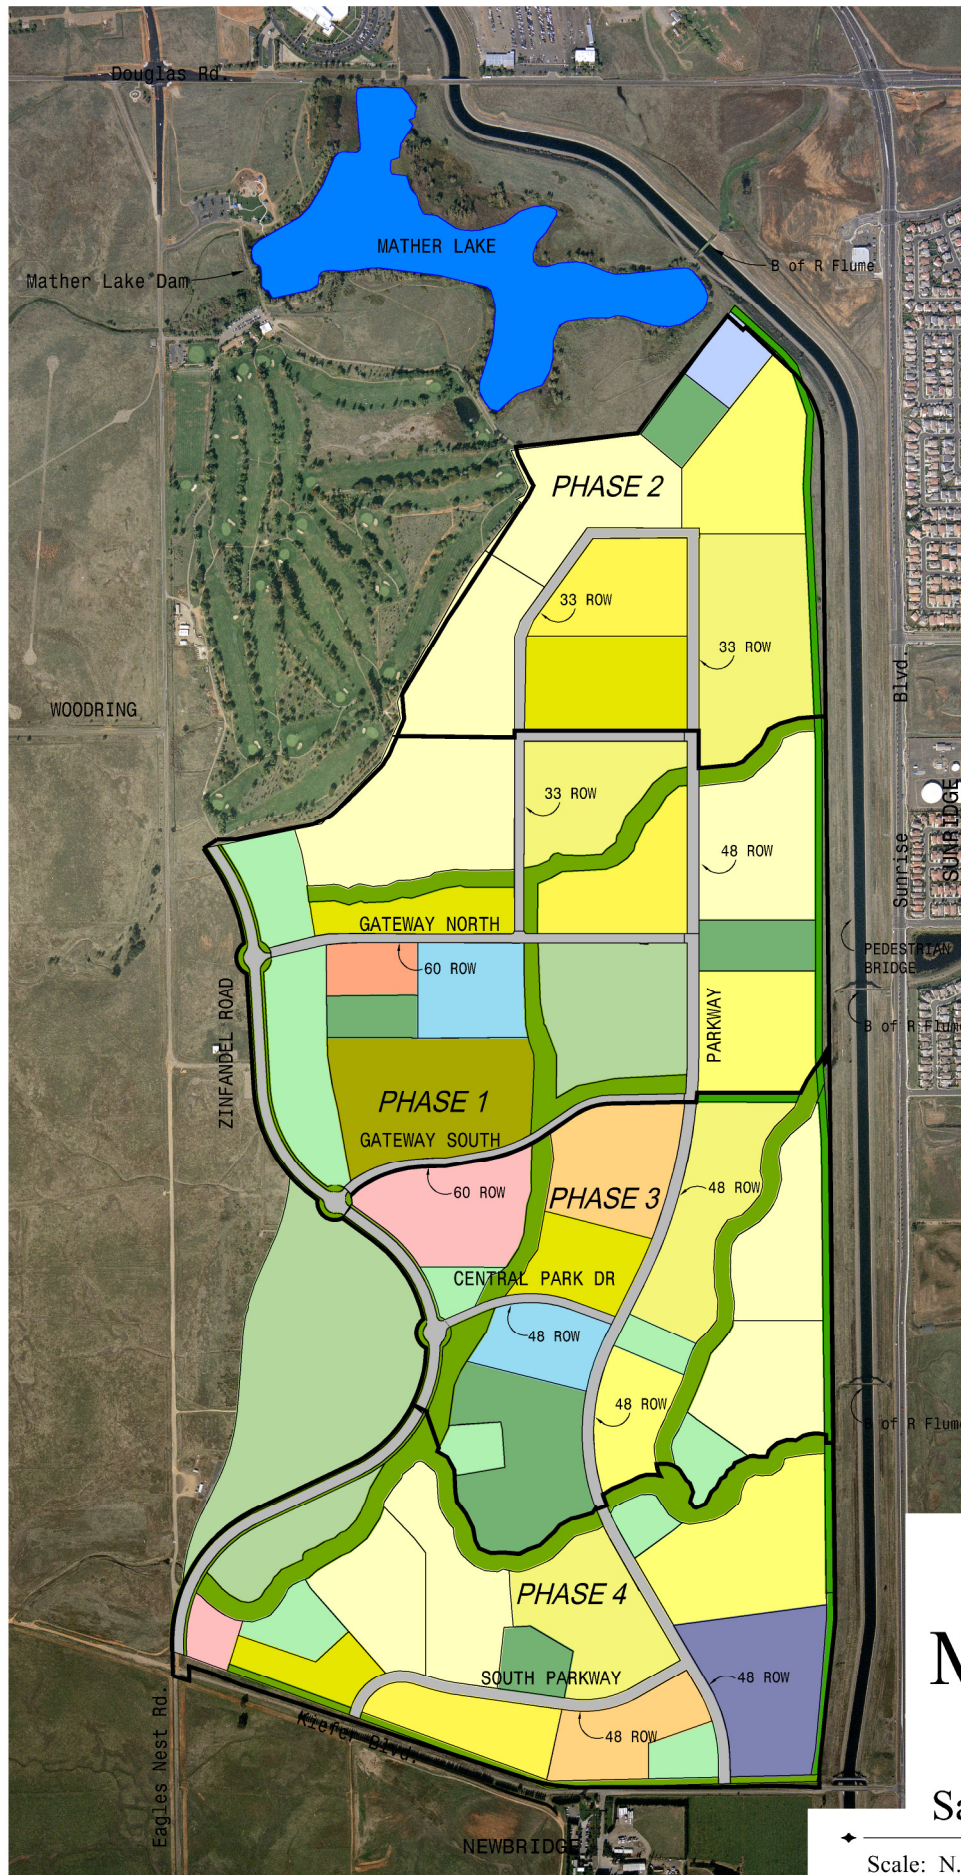 Douglas Rd.
MATHER LAKE
B of R Flume
Mather Lake Dam
PHASE 2
33 ROW
33 ROW
Blvd.
WOODRING
33 ROW
SUNRIDGE
48 ROW
Sunrise
GATEWAY NORTH
PEDESTRIAN
BRIDGE
60 ROW
ZINFANDEL ROAD
PARKWAY
B of R Flume
PHASE 1
GATEWAY SOUTH
48 ROW
60 ROW
PHASE 3
CENTRAL PARK DR
48 ROW
48 ROW
B of R Flume
PHASE 4
M
SOUTH PARKWAY
48 ROW
Eagles Nest Rd.
Kiefer Blvd.
48 ROW
Sa
NEWBRIDGE
Scale: N